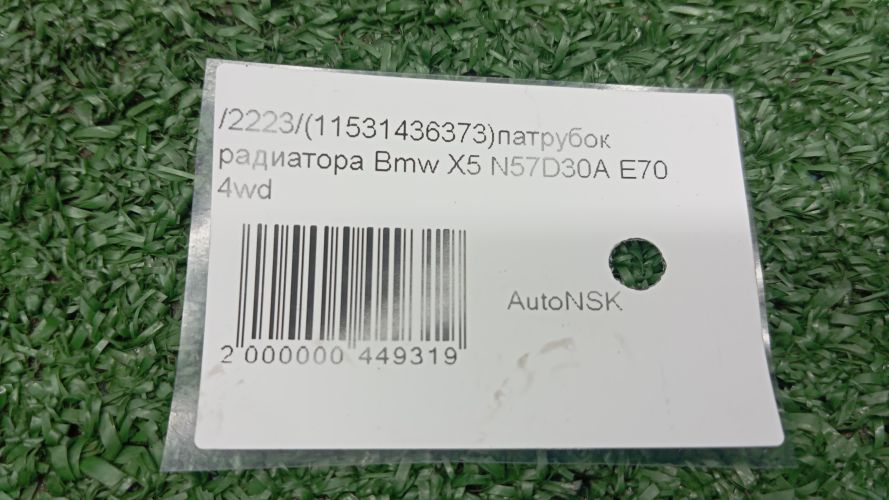 /2223/(11531436373)патрубок
радиатора Bmw X5 N57D30A E70
4wd
AutoNSK
2 000000 449319